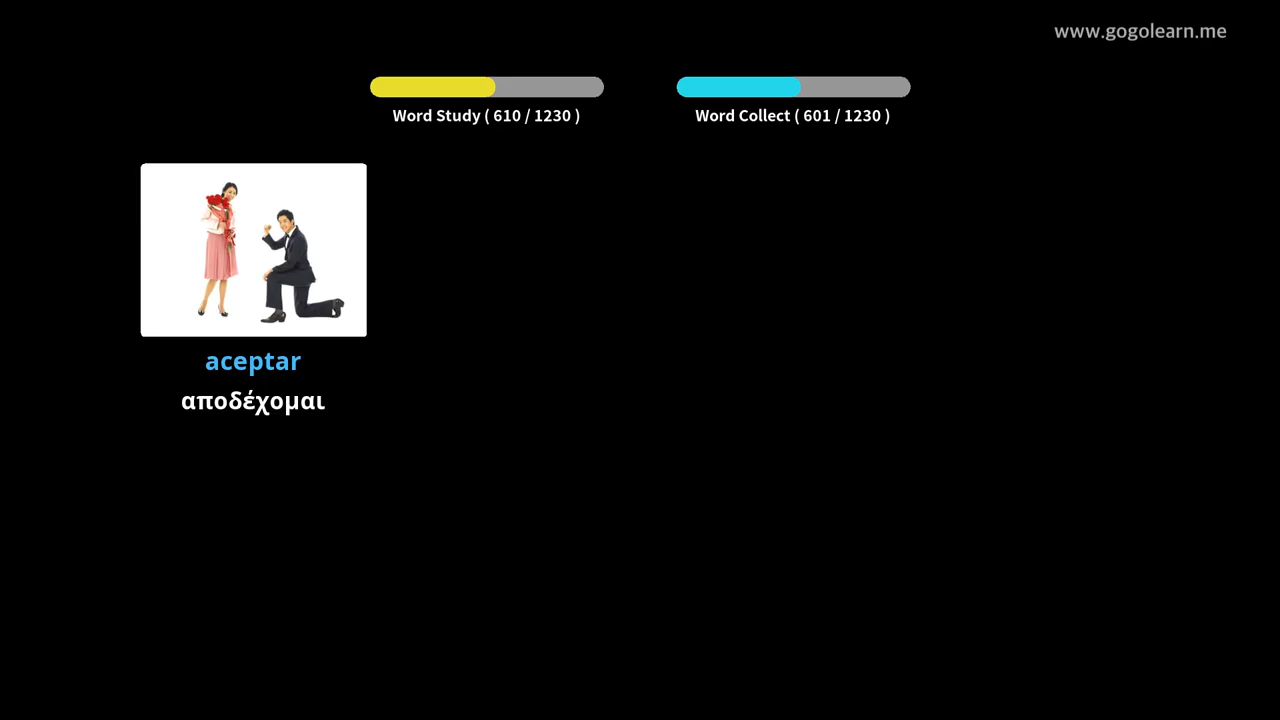 www.gogolearn.me
Word Study ( 610 / 1230 )
Word Collect ( 601 / 1230 )
aceptar
αποδέχομαι